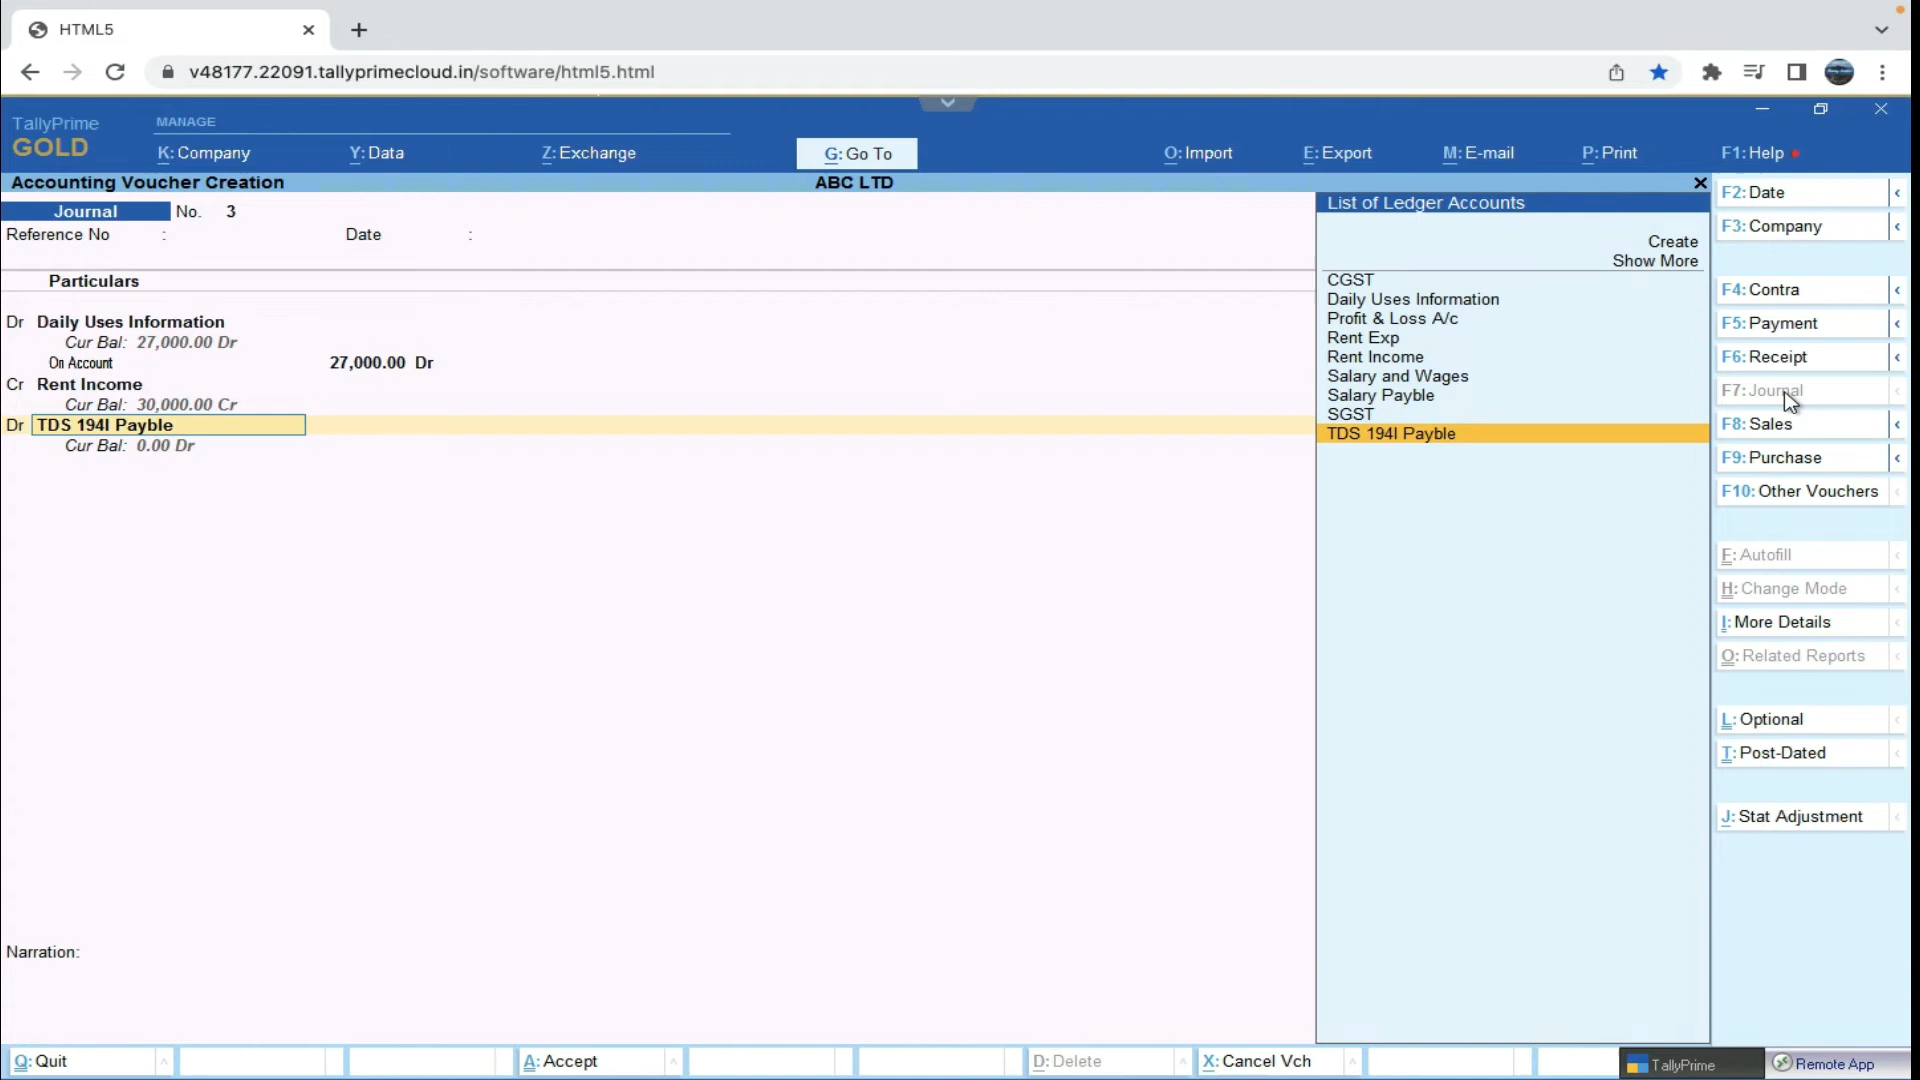 HTML5
v48177.22091.tallyprimecloud.in/software/html5.html
TallyPrime
GOLD
MANAGE
K: Company
Y: Data
Z: Exchange
G: Go To
O: Import
E: Export
M: E-mail
P: Print
F1: Help
Accounting Voucher Creation
ABC LTD
Journal No. 3
Reference No :
Date :
Particulars
Dr Daily Uses Information
Cur Bal: 27,000.00 Dr
On Account 27,000.00 Dr
Cr Rent Income
Cur Bal: 30,000.00 Cr
Dr TDS 194I Payble
Cur Bal: 0.00 Dr
Narration:
List of Ledger Accounts
Create
Show More
CGST
Daily Uses Information
Profit & Loss A/c
Rent Exp
Rent Income
Salary and Wages
Salary Payble
SGST
TDS 194I Payble
F2: Date
F3: Company
F4: Contra
F5: Payment
F6: Receipt
F7: Journal
F8: Sales
F9: Purchase
F10: Other Vouchers
F: Autofill
H: Change Mode
I: More Details
O: Related Reports
L: Optional
T: Post-Dated
J: Stat Adjustment
Q: Quit
A: Accept
D: Delete
X: Cancel Vch
TallyPrime
Remote App